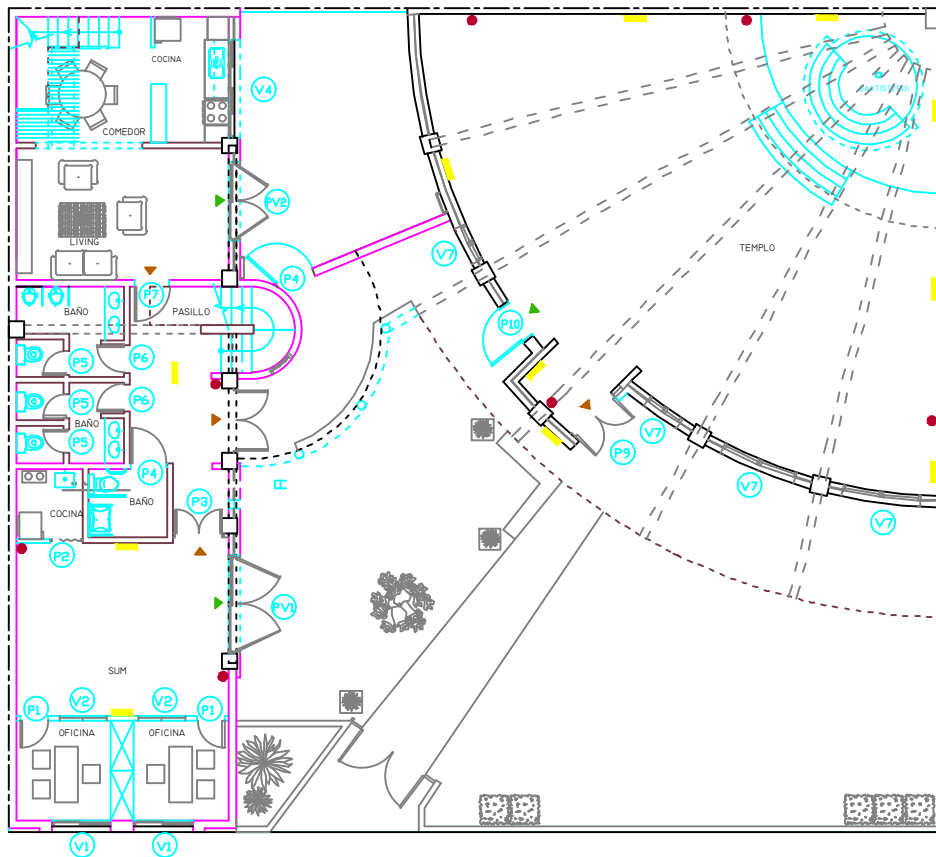 COCINA
V4
BAUTISTERIO
COMEDOR
PV2
LIVING
V7
TEMPLO
P4
P7
BAÑO
PASILLO
P10
P5
P6
P5
P6
BAÑO
P5
V7
P9
P4
V7
COCINA
BAÑO
P3
V7
P2
PV1
SUM
P1
V2
V2
P1
OFICINA
OFICINA
V1
V1